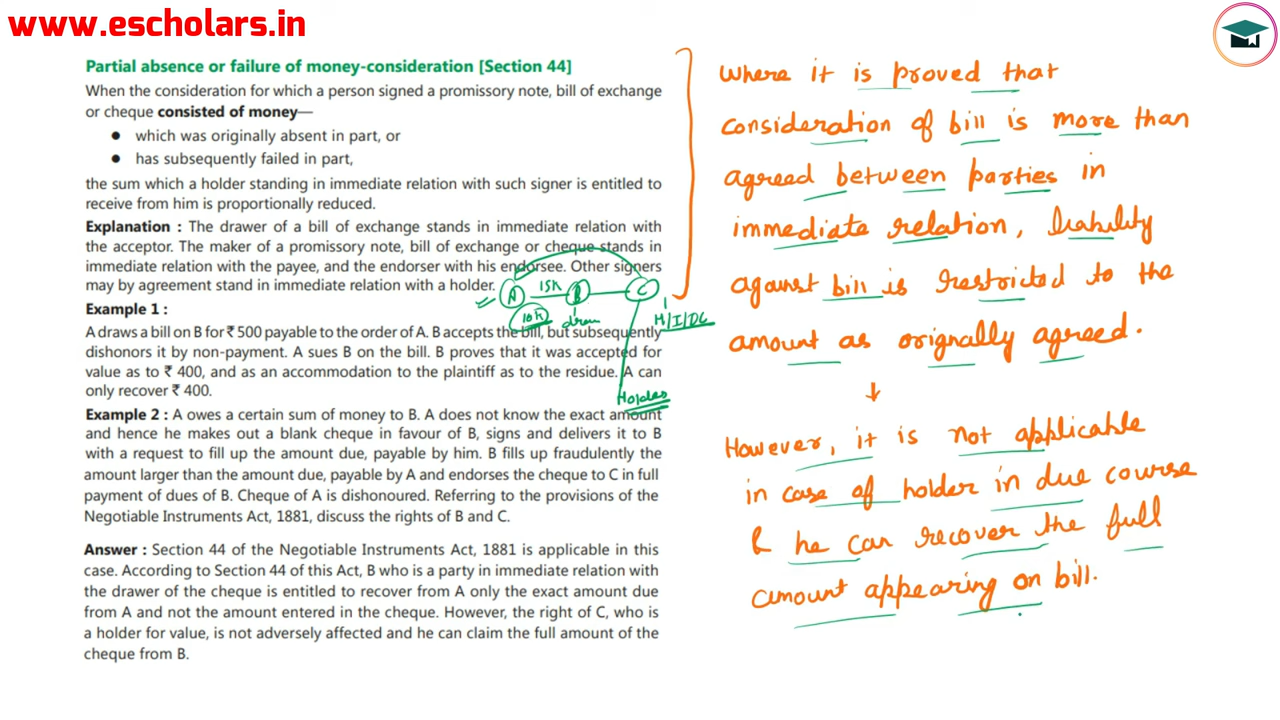 www.escholars.in
Partial absence or failure of money-consideration [Section 44]
When the consideration for which a person signed a promissory note, bill of exchange
or cheque consisted of money—
• which was originally absent in part, or
• has subsequently failed in part,
the sum which a holder standing in immediate relation with such signer is entitled to
receive from him is proportionally reduced.
Explanation : The drawer of a bill of exchange stands in immediate relation with
the acceptor. The maker of a promissory note, bill of exchange or cheque stands in
immediate relation with the payee, and the endorser with his endorsee. Other signers
may by agreement stand in immediate relation with a holder.
A 15K B C
10K drew H/I/DC
Holder
Example 1 :
A draws a bill on B for ₹ 500 payable to the order of A. B accepts the bill, but subsequently
dishonors it by non-payment. A sues B on the bill. B proves that it was accepted for
value as to ₹ 400, and as an accommodation to the plaintiff as to the residue. A can
only recover ₹ 400.
Example 2 : A owes a certain sum of money to B. A does not know the exact amount
and hence he makes out a blank cheque in favour of B, signs and delivers it to B
with a request to fill up the amount due, payable by him. B fills up fraudulently the
amount larger than the amount due, payable by A and endorses the cheque to C in full
payment of dues of B. Cheque of A is dishonoured. Referring to the provisions of the
Negotiable Instruments Act, 1881, discuss the rights of B and C.
Answer : Section 44 of the Negotiable Instruments Act, 1881 is applicable in this
case. According to Section 44 of this Act, B who is a party in immediate relation with
the drawer of the cheque is entitled to recover from A only the exact amount due
from A and not the amount entered in the cheque. However, the right of C, who is
a holder for value, is not adversely affected and he can claim the full amount of the
cheque from B.
Where it is proved that
consideration of bill is more than
agreed between parties in
immediate relation, liability
against bill is restricted to the
amount as orignally agreed.
↓
However, it is not applicable
in case of holder in due course
& he can recover the full
amount appearing on bill.